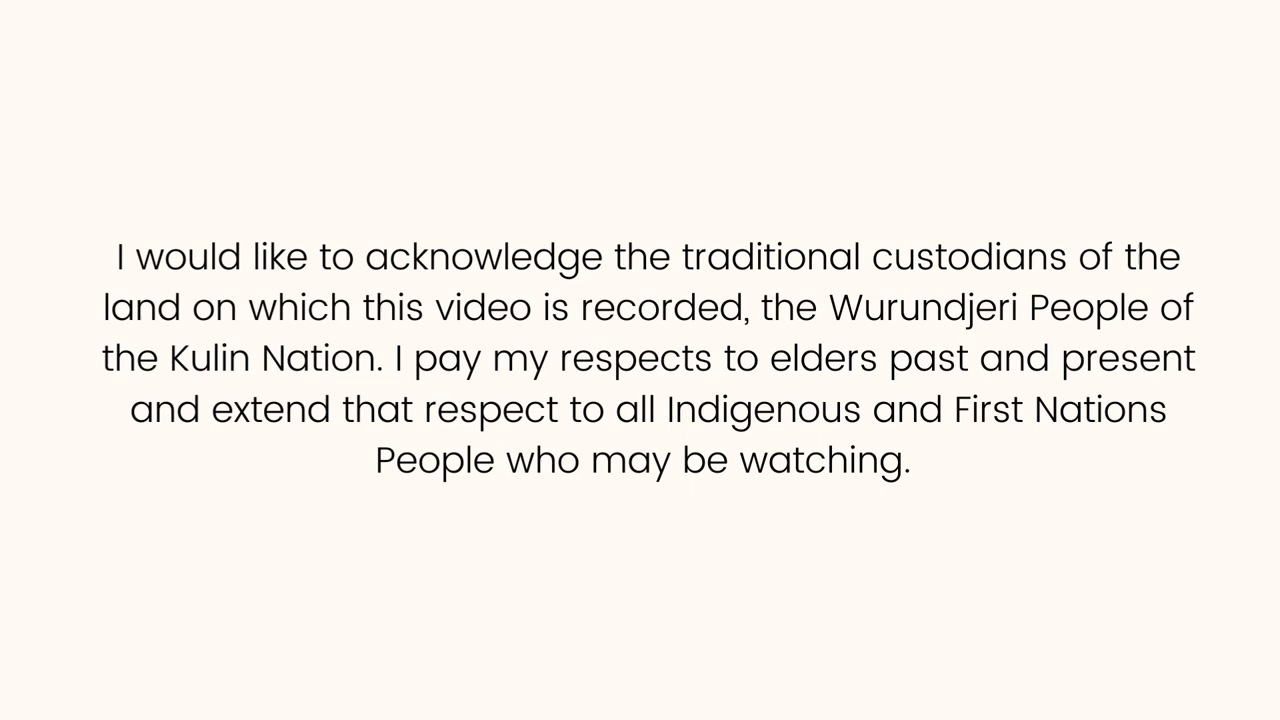 I would like to acknowledge the traditional custodians of the
land on which this video is recorded, the Wurundjeri People of
the Kulin Nation. I pay my respects to elders past and present
and extend that respect to all Indigenous and First Nations
People who may be watching.